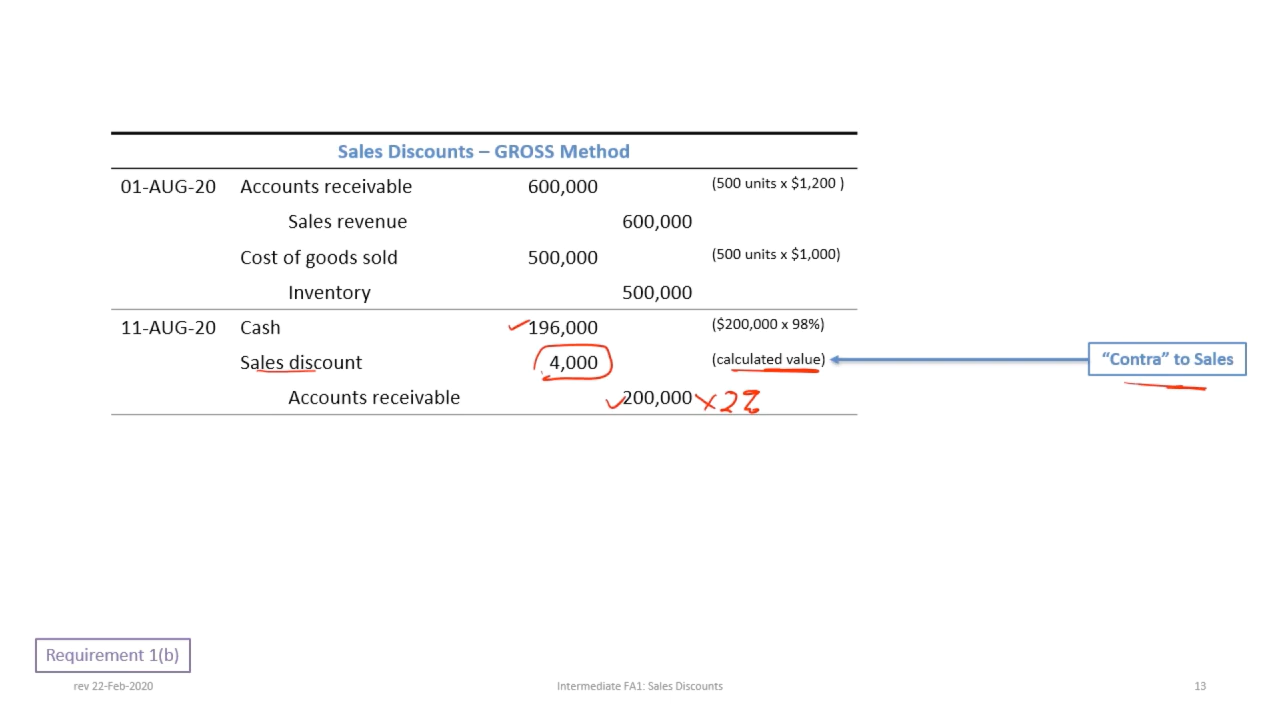 Sales Discounts – GROSS Method
01-AUG-20 Accounts receivable 600,000 (500 units x $1,200 )
Sales revenue 600,000
Cost of goods sold 500,000 (500 units x $1,000)
Inventory 500,000
11-AUG-20 Cash ✓196,000 ($200,000 x 98%)
Sales discount 4,000 (calculated value) “Contra” to Sales
Accounts receivable ✓200,000 x 2%
Requirement 1(b)
rev 22-Feb-2020 Intermediate FA1: Sales Discounts 13